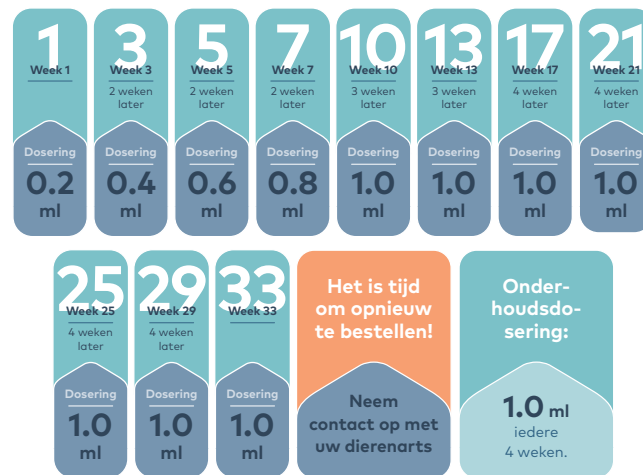 1
Week 1
Dosering
0.2
ml
3
Week 3
2 weken
later
Dosering
0.4
ml
5
Week 5
2 weken
later
Dosering
0.6
ml
7
Week 7
2 weken
later
Dosering
0.8
ml
10
Week 10
3 weken
later
Dosering
1.0
ml
13
Week 13
3 weken
later
Dosering
1.0
ml
17
Week 17
4 weken
later
Dosering
1.0
ml
21
Week 21
4 weken
later
Dosering
1.0
ml
25
Week 25
4 weken
later
Dosering
1.0
ml
29
Week 29
4 weken
later
Dosering
1.0
ml
33
Week 33
Dosering
1.0
ml
Het is tijd
om opnieuw
te bestellen!
Neem
contact op met
uw dierenarts
Onder-
houdsdo-
sering:
1.0 ml
iedere
4 weken.